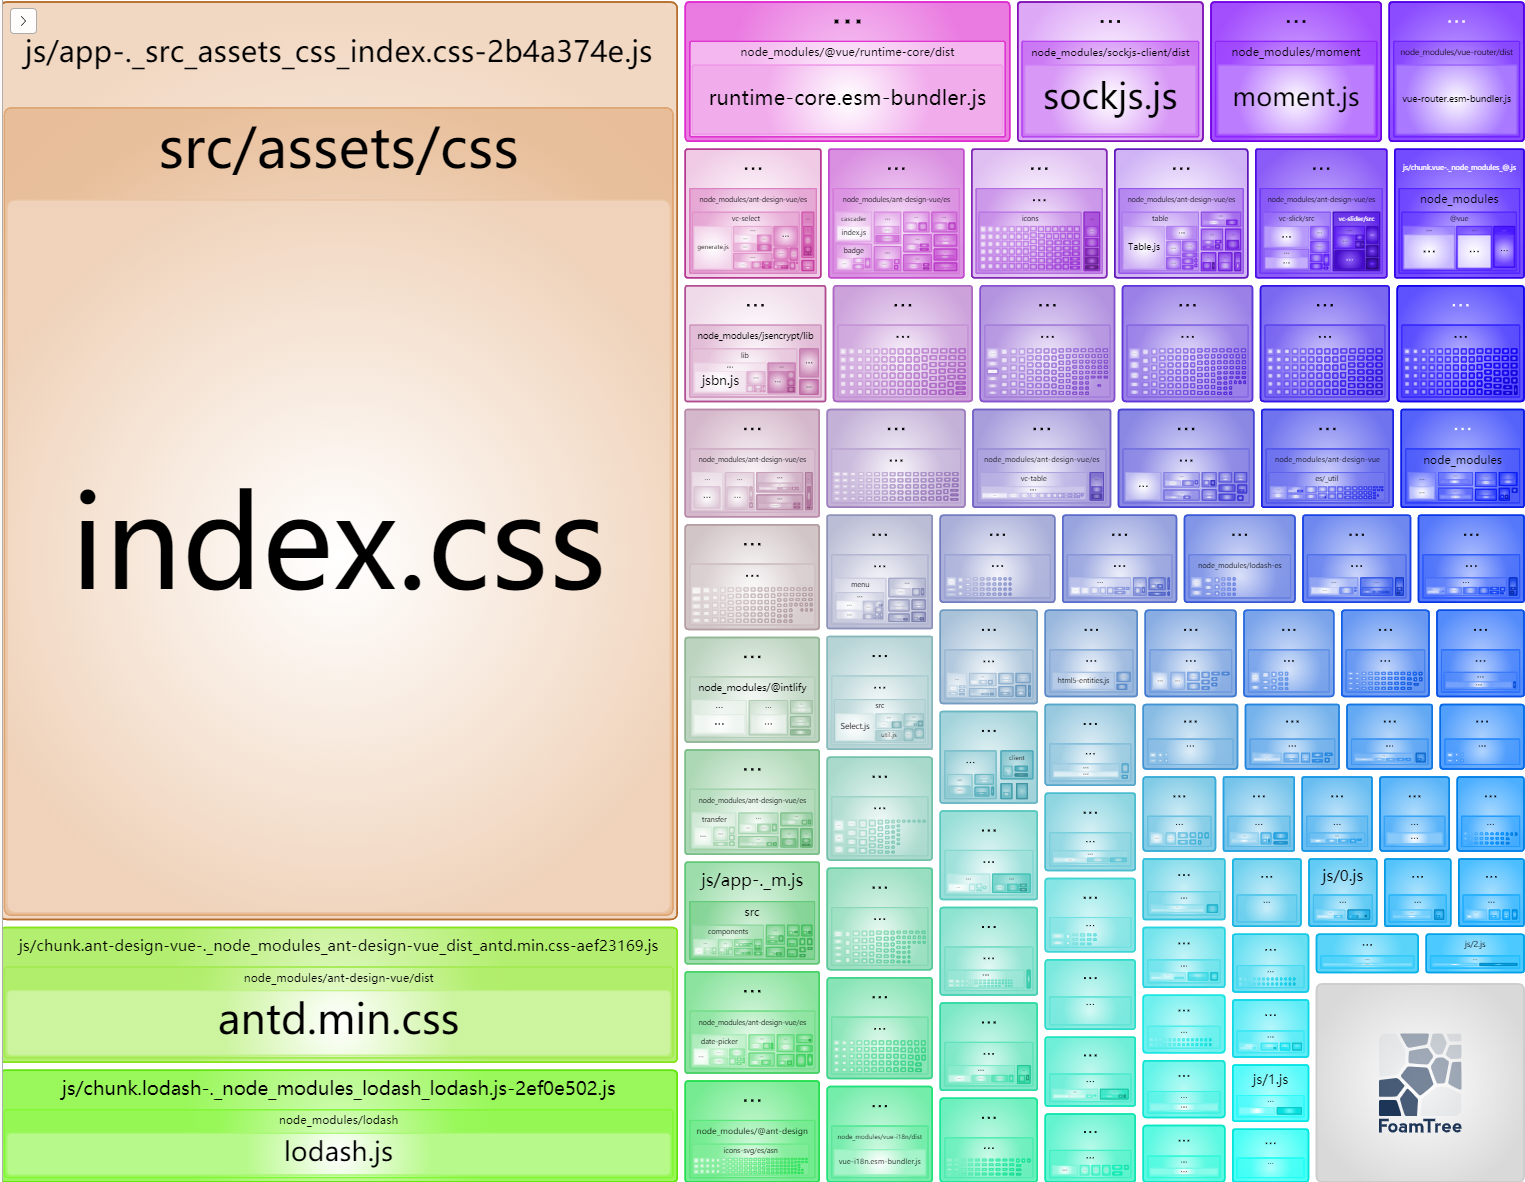 js/app-._src_assets_css_index.css-2b4a374e.js
src/assets/css
index.css
js/chunk.ant-design-vue-._node_modules_ant-design-vue_dist_antd.min.css-aef23169.js
node_modules/ant-design-vue/dist
antd.min.css
js/chunk.lodash-._node_modules_lodash_lodash.js-2ef0e502.js
node_modules/lodash
lodash.js
...
node_modules/@vue/runtime-core/dist
runtime-core.esm-bundler.js
...
node_modules/sockjs-client/dist
sockjs.js
...
node_modules/moment
moment.js
...
node_modules/vue-router/dist
vue-router.esm-bundler.js
...
node_modules/ant-design-vue/es
vc-select
generate.js
...
node_modules/ant-design-vue/es
cascader
index.js
badge
...
...
icons
...
node_modules/ant-design-vue/es
table
Table.js
...
node_modules/ant-design-vue/es
vc-slick/src
vc-slider/src
js/chunk.vue-._node_modules_@.js
node_modules
@vue
...
node_modules/jsencrypt/lib
lib
jsbn.js
...
node_modules/ant-design-vue/es
...
node_modules/ant-design-vue/es
vc-table
...
node_modules/ant-design-vue
es/_util
...
node_modules
...
menu
...
node_modules/lodash-es
...
node_modules/@intlify
...
src
Select.js
util.js
...
html5-entities.js
...
client
...
node_modules/ant-design-vue/es
transfer
js/app-._m.js
src
components
js/0.js
js/2.js
...
node_modules/ant-design-vue/es
date-picker
js/1.js
...
node_modules/@ant-design
icons-svg/es/asn
...
node_modules/vue-i18n/dist
vue-i18n.esm-bundler.js
FoamTree